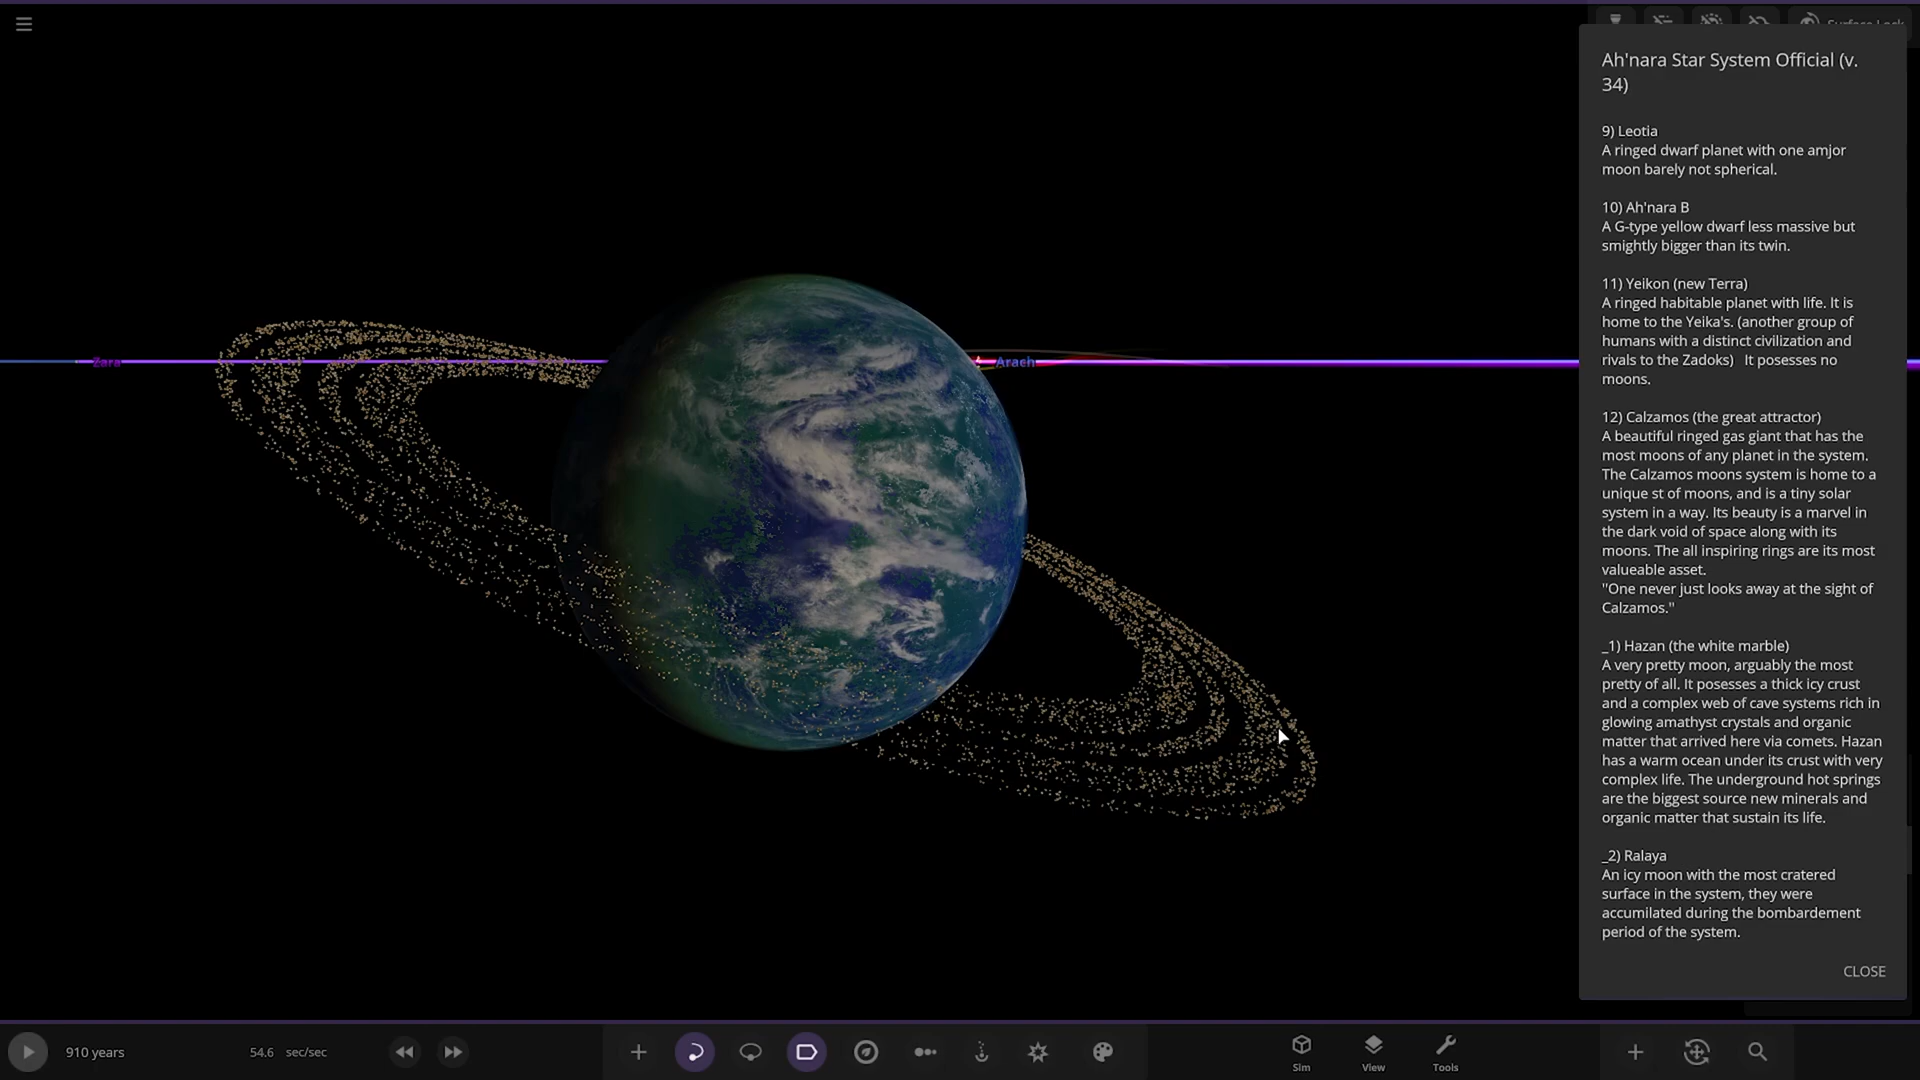 Surface Lock
Ah'nara Star System Official (v.
34)
9) Leotia
A ringed dwarf planet with one amjor
moon barely not spherical.
10) Ah'nara B
A G-type yellow dwarf less massive but
smightly bigger than its twin.
11) Yeikon (new Terra)
A ringed habitable planet with life. It is
home to the Yeika's. (another group of
humans with a distinct civilization and
rivals to the Zadoks)   It posesses no
moons.
12) Calzamos (the great attractor)
A beautiful ringed gas giant that has the
most moons of any planet in the system.
The Calzamos moons system is home to a
unique st of moons, and is a tiny solar
system in a way. Its beauty is a marvel in
the dark void of space along with its
moons. The all inspiring rings are its most
valueable asset.
"One never just looks away at the sight of
Calzamos."
_1) Hazan (the white marble)
A very pretty moon, arguably the most
pretty of all. It posesses a thick icy crust
and a complex web of cave systems rich in
glowing amathyst crystals and organic
matter that arrived here via comets. Hazan
has a warm ocean under its crust with very
complex life. The underground hot springs
are the biggest source new minerals and
organic matter that sustain its life.
_2) Ralaya
An icy moon with the most cratered
surface in the system, they were
accumilated during the bombardement
period of the system.
CLOSE
Zara
Arach
910 years
54.6 sec/sec
Sim
View
Tools